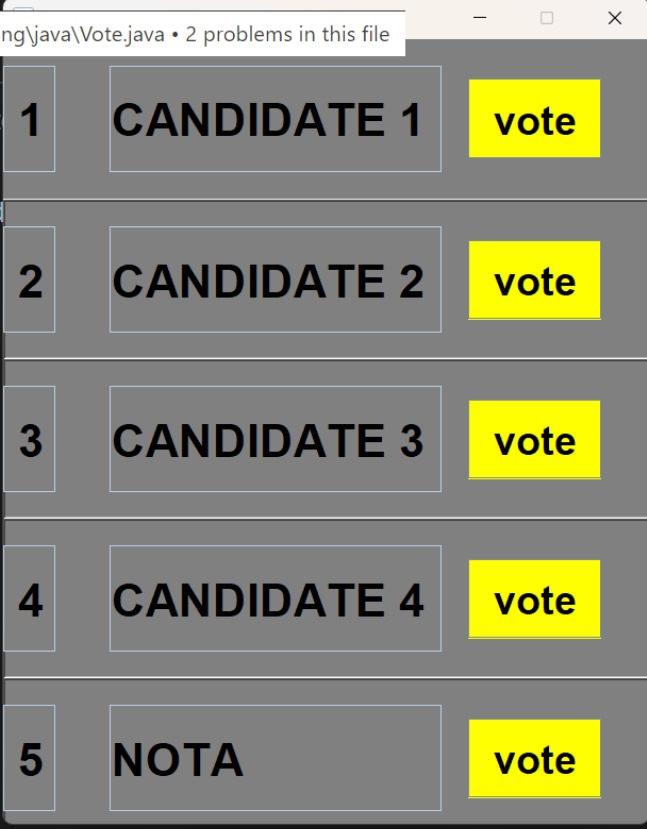 ng\java\Vote.java • 2 problems in this file
1 CANDIDATE 1 vote
2 CANDIDATE 2 vote
3 CANDIDATE 3 vote
4 CANDIDATE 4 vote
5 NOTA vote